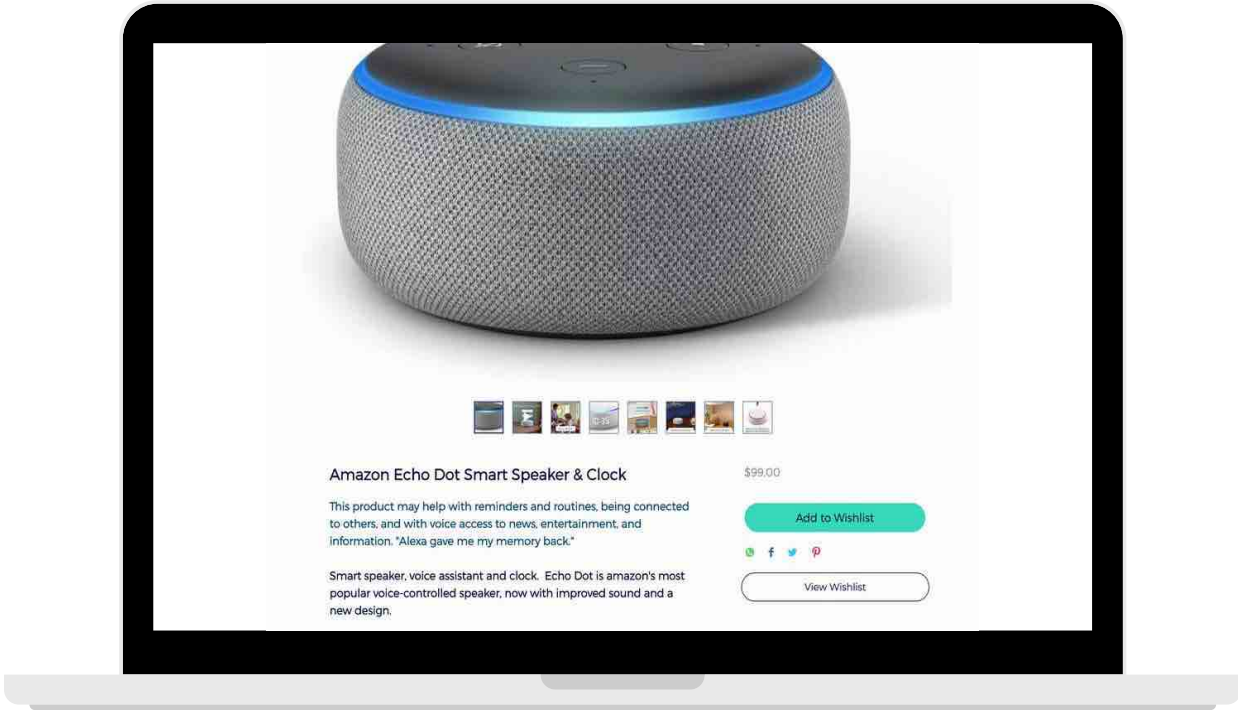 Amazon Echo Dot Smart Speaker & Clock
$99.00
This product may help with reminders and routines, being connected
to others, and with voice access to news, entertainment, and
information. "Alexa gave me my memory back."
Add to Wishlist
Smart speaker, voice assistant and clock.  Echo Dot is amazon's most
popular voice-controlled speaker, now with improved sound and a
new design.
View Wishlist